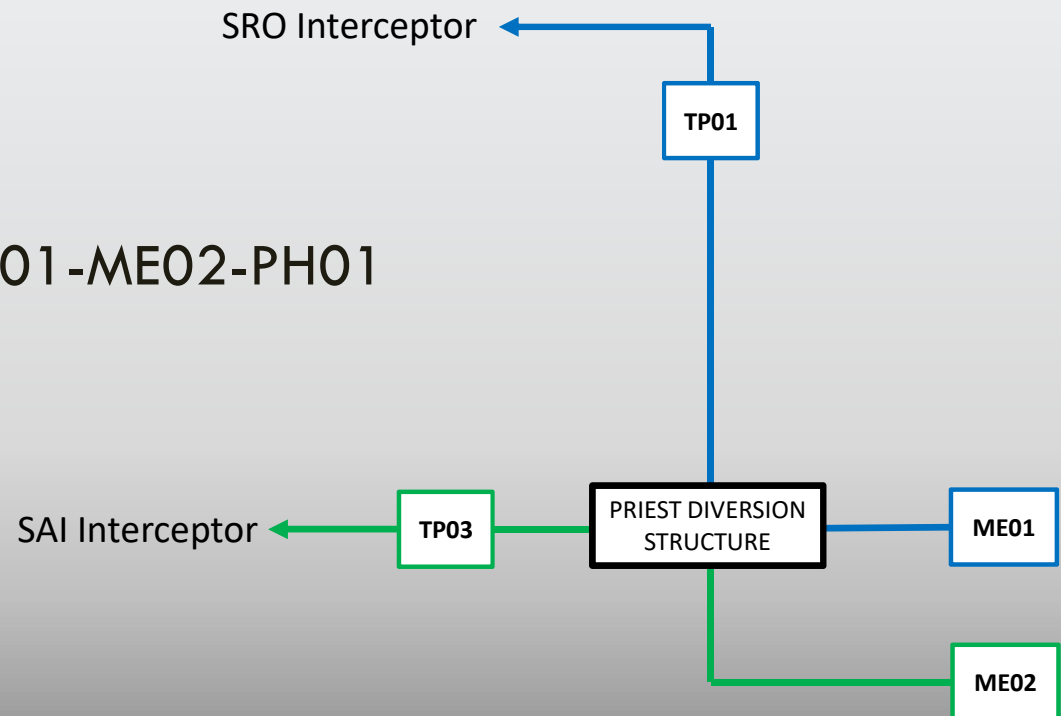 SRO Interceptor
TP01
01-ME02-PH01
PRIEST DIVERSION
STRUCTURE
SAI Interceptor
TP03
ME01
ME02